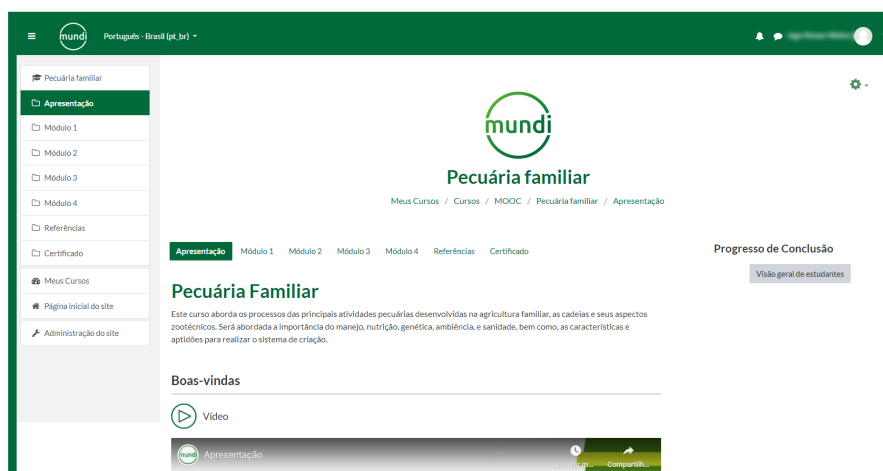 mundi
Português - Brasil (pt_br)
Pecuária familiar
Apresentação
Módulo 1
Módulo 2
Módulo 3
Módulo 4
Referências
Certificado
Meus Cursos
Página inicial do site
Administração do site
mundi
Pecuária familiar
Meus Cursos / Cursos / MOOC / Pecuária familiar / Apresentação
Apresentação Módulo 1 Módulo 2 Módulo 3 Módulo 4 Referências Certificado
Pecuária Familiar
Este curso aborda os processos das principais atividades pecuárias desenvolvidas na agricultura familiar, as cadeias e seus aspectos
zootécnicos. Será abordada a importância do manejo, nutrição, genética, ambiência, e sanidade, bem como, as características e
aptidões para realizar o sistema de criação.
Boas-vindas
Vídeo
mundi Apresentação
Compartilh...
Progresso de Conclusão
Visão geral de estudantes